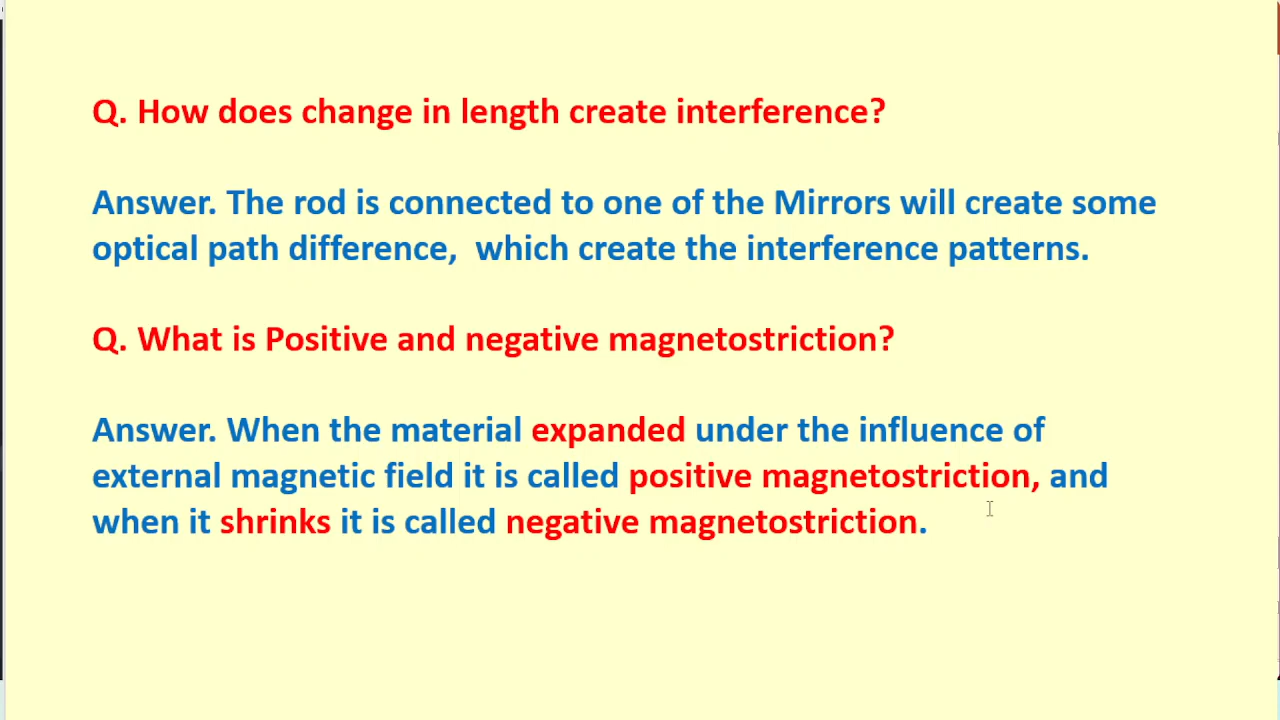 Q. How does change in length create interference?
Answer. The rod is connected to one of the Mirrors will create some
optical path difference,  which create the interference patterns.
Q. What is Positive and negative magnetostriction?
Answer. When the material expanded under the influence of
external magnetic field it is called positive magnetostriction, and
when it shrinks it is called negative magnetostriction.